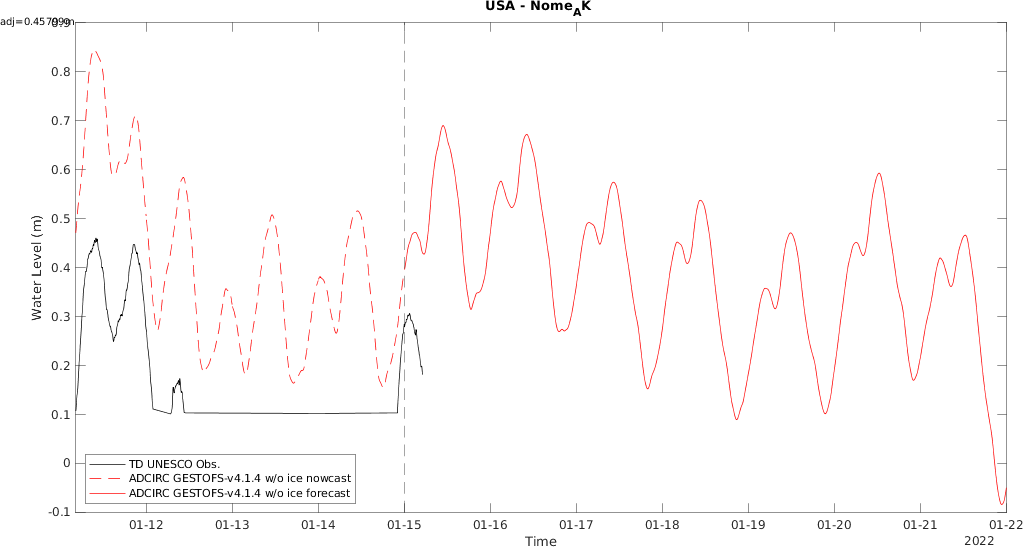 USA - Nome_AK
0.9
0.8
0.7
0.6
0.5
0.4
0.3
0.2
0.1
0
-0.1
Water Level (m)
TD UNESCO Obs.
ADCIRC GESTOFS-v4.1.4 w/o ice nowcast
ADCIRC GESTOFS-v4.1.4 w/o ice forecast
01-12 01-13 01-14 01-15 01-16 01-17 01-18 01-19 01-20 01-21 01-22
Time
2022